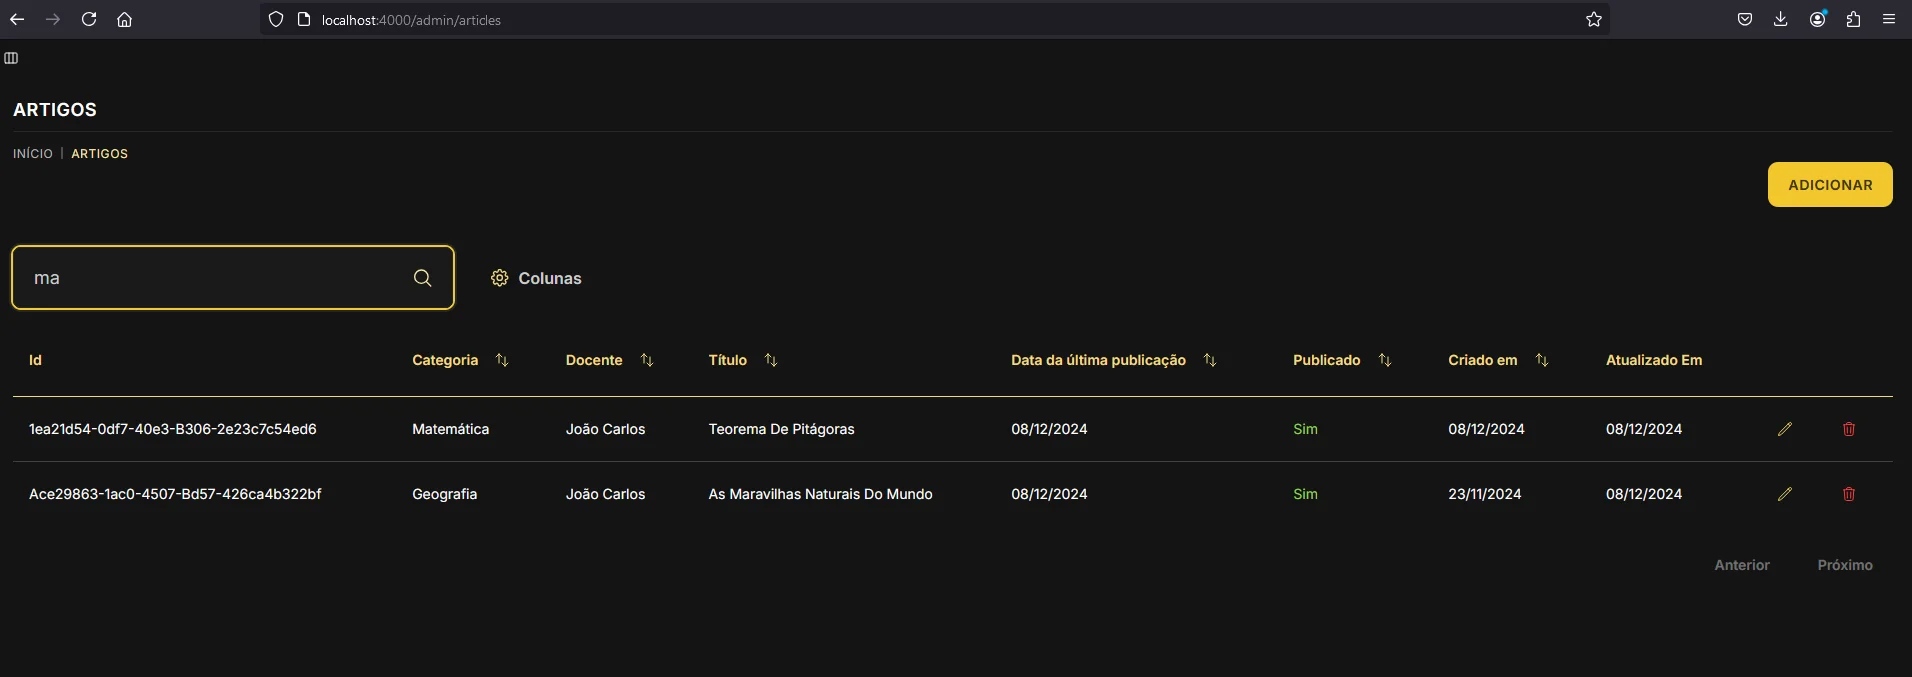 localhost:4000/admin/articles
ARTIGOS
INÍCIO | ARTIGOS
ADICIONAR
ma
Colunas
Id Categoria Docente Título Data da última publicação Publicado Criado em Atualizado Em
1ea21d54-0df7-40e3-B306-2e23c7c54ed6 Matemática João Carlos Teorema De Pitágoras 08/12/2024 Sim 08/12/2024 08/12/2024
Ace29863-1ac0-4507-Bd57-426ca4b322bf Geografia João Carlos As Maravilhas Naturais Do Mundo 08/12/2024 Sim 23/11/2024 08/12/2024
Anterior Próximo